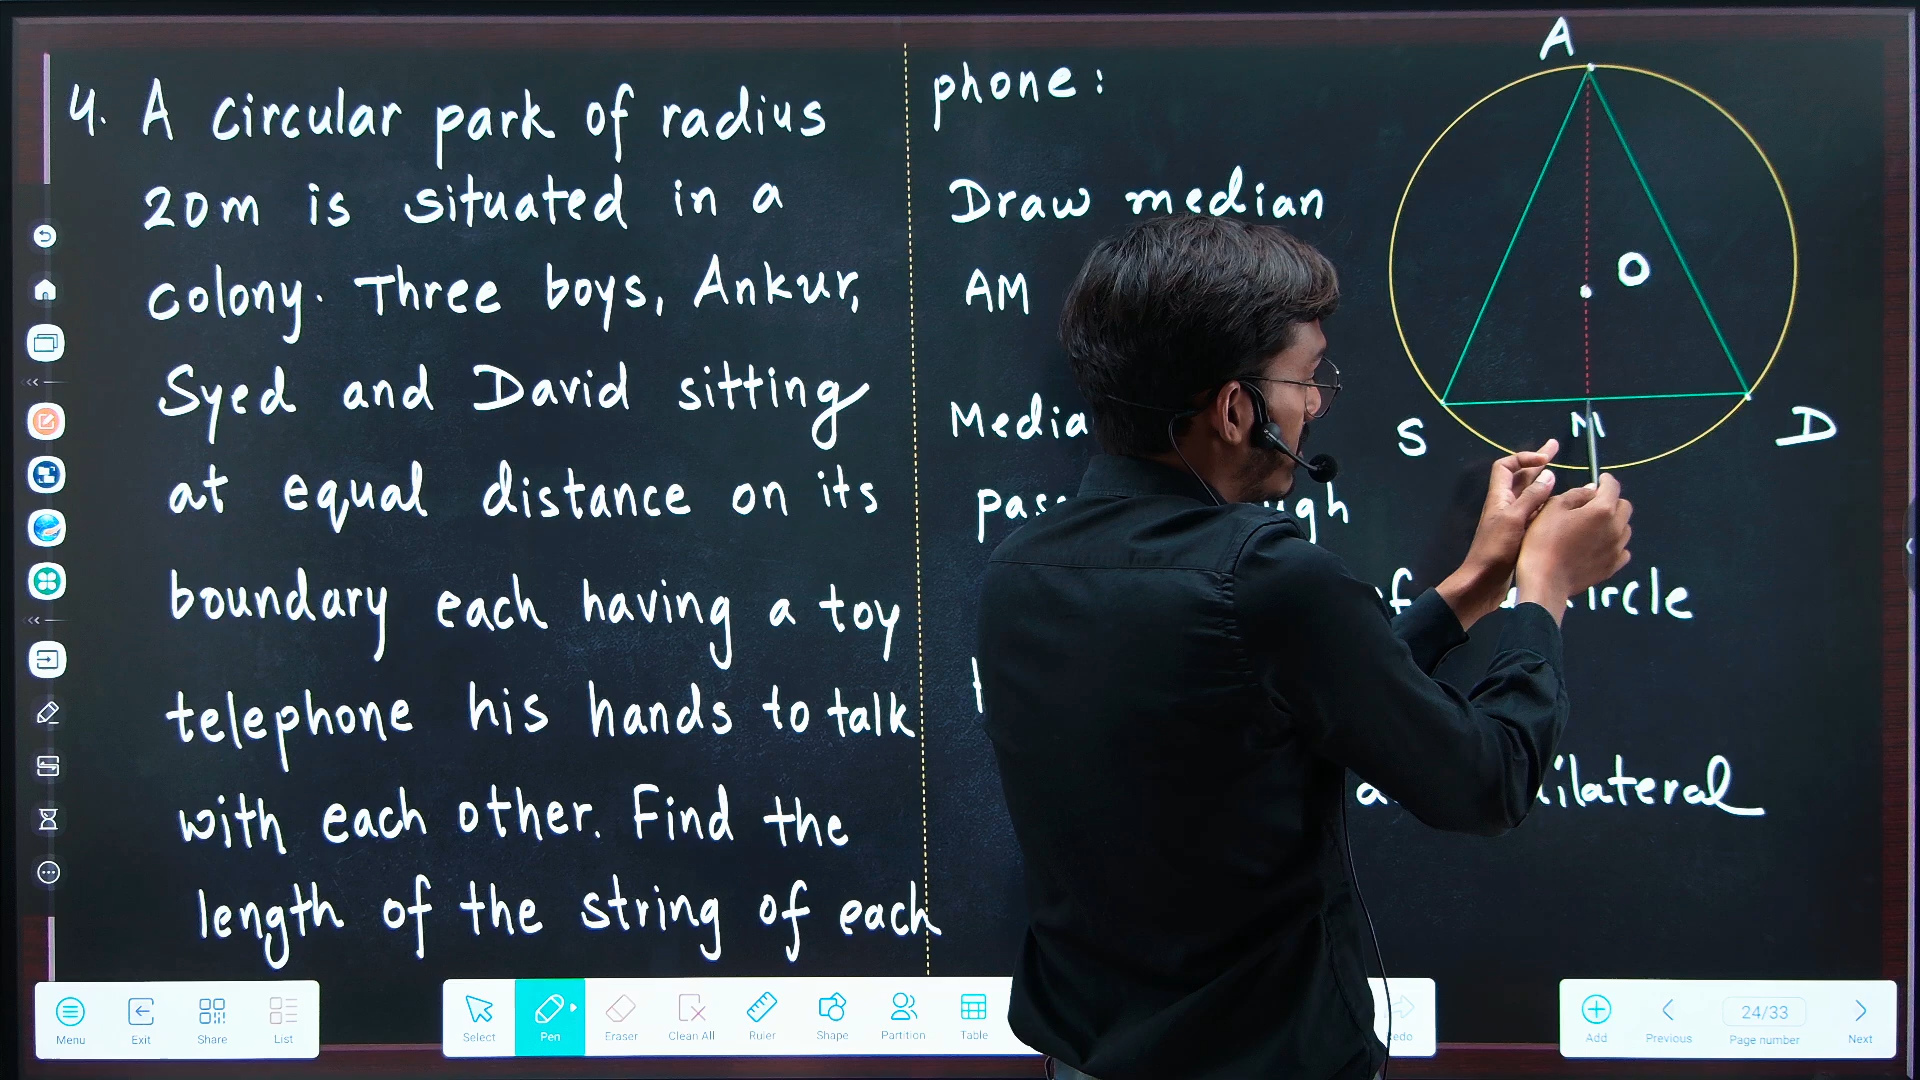 4. A circular park of radius
20m is situated in a
colony. Three boys, Ankur,
Syed and David sitting
at equal distance on its
boundary each having a toy
telephone his hands to talk
with each other. Find the
length of the string of each
phone:
Draw median
AM
A
O
S
M
D
Menu
Exit
Share
List
Select
Pen
Eraser
Clean All
Ruler
Shape
Partition
Table
Add
Previous
24/33
Page number
Next